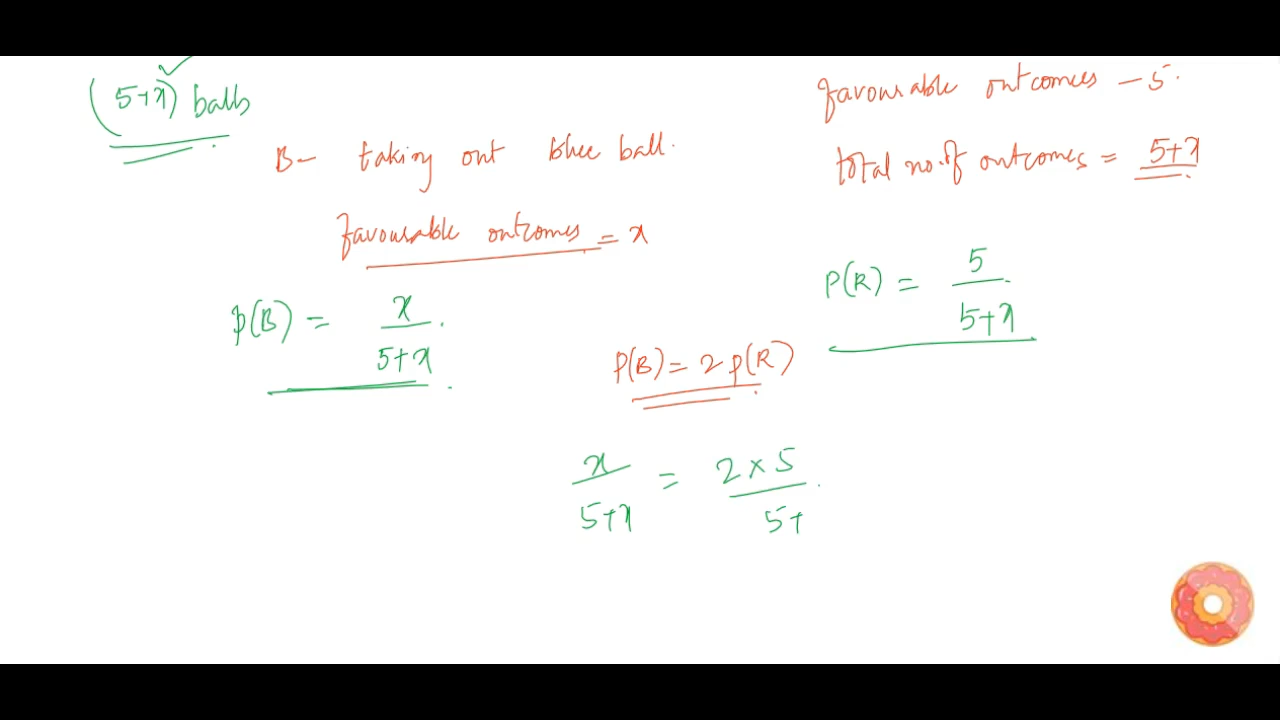 (5+x) balls
B- taking out blue ball.
favourable outcomes = x
p(B) = x/5+x
favourable outcomes - 5.
total no. of outcomes = 5+x
P(R) = 5/5+x
P(B) = 2 p(R)
x/5+x = 2×5/5+